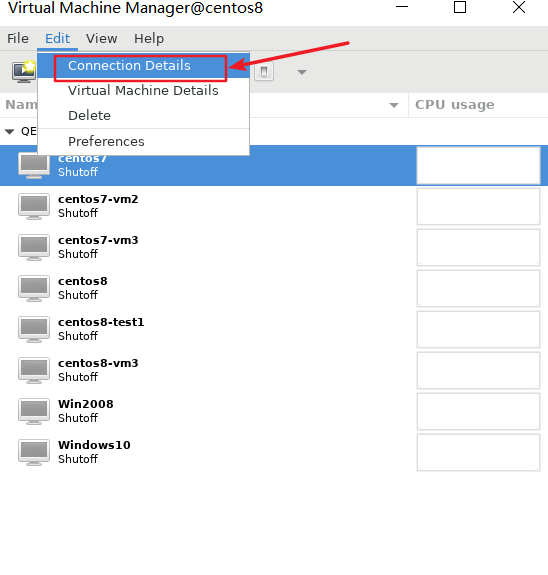 Virtual Machine Manager@centos8
File Edit View Help
Connection Details
Virtual Machine Details
Delete
Preferences
CPU usage
QE
centos7
Shutoff
centos7-vm2
Shutoff
centos7-vm3
Shutoff
centos8
Shutoff
centos8-test1
Shutoff
centos8-vm3
Shutoff
Win2008
Shutoff
Windows10
Shutoff